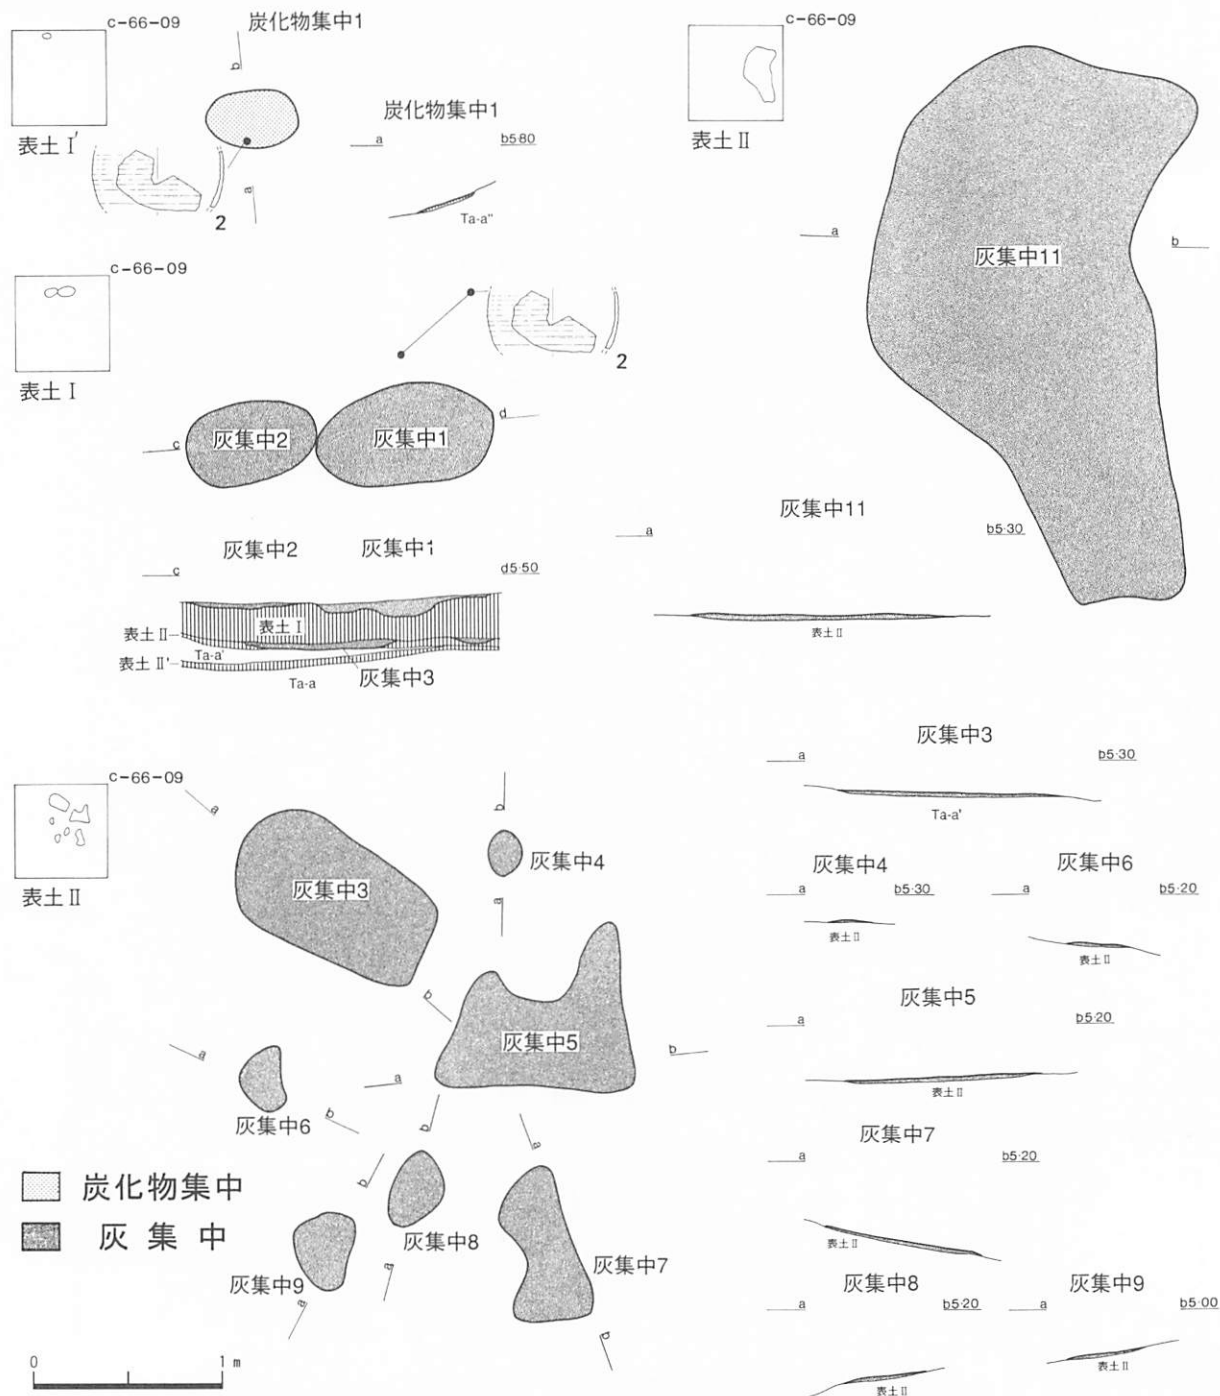 c-66-09
炭化物集中1
b
表土Ⅰ'
炭化物集中1
a
b5·80
a
2
Ta-a"
c-66-09
表土Ⅰ
2
灰集中2
灰集中1
c
d
灰集中2
灰集中1
c
d5·50
表土Ⅱ
表土Ⅰ
Ta-a'
表土Ⅱ'
Ta-a
灰集中3
c-66-09
表土Ⅱ
灰集中11
a
b
灰集中11
a
b5·30
表土Ⅱ
灰集中3
a
b5·30
Ta-a'
灰集中4
a
b5·30
表土Ⅱ
灰集中6
a
b5·20
表土Ⅱ
灰集中5
a
b5·20
表土Ⅱ
灰集中7
a
b5·20
表土Ⅱ
灰集中8
a
b5·20
表土Ⅱ
灰集中9
a
b5·00
表土Ⅱ
c-66-09
表土Ⅱ
a
灰集中3
b
b
灰集中4
a
灰集中5
a
b
a
灰集中6
b
b
灰集中8
a
a
灰集中7
b
b
灰集中9
a
炭化物集中
灰集中
0
1 m